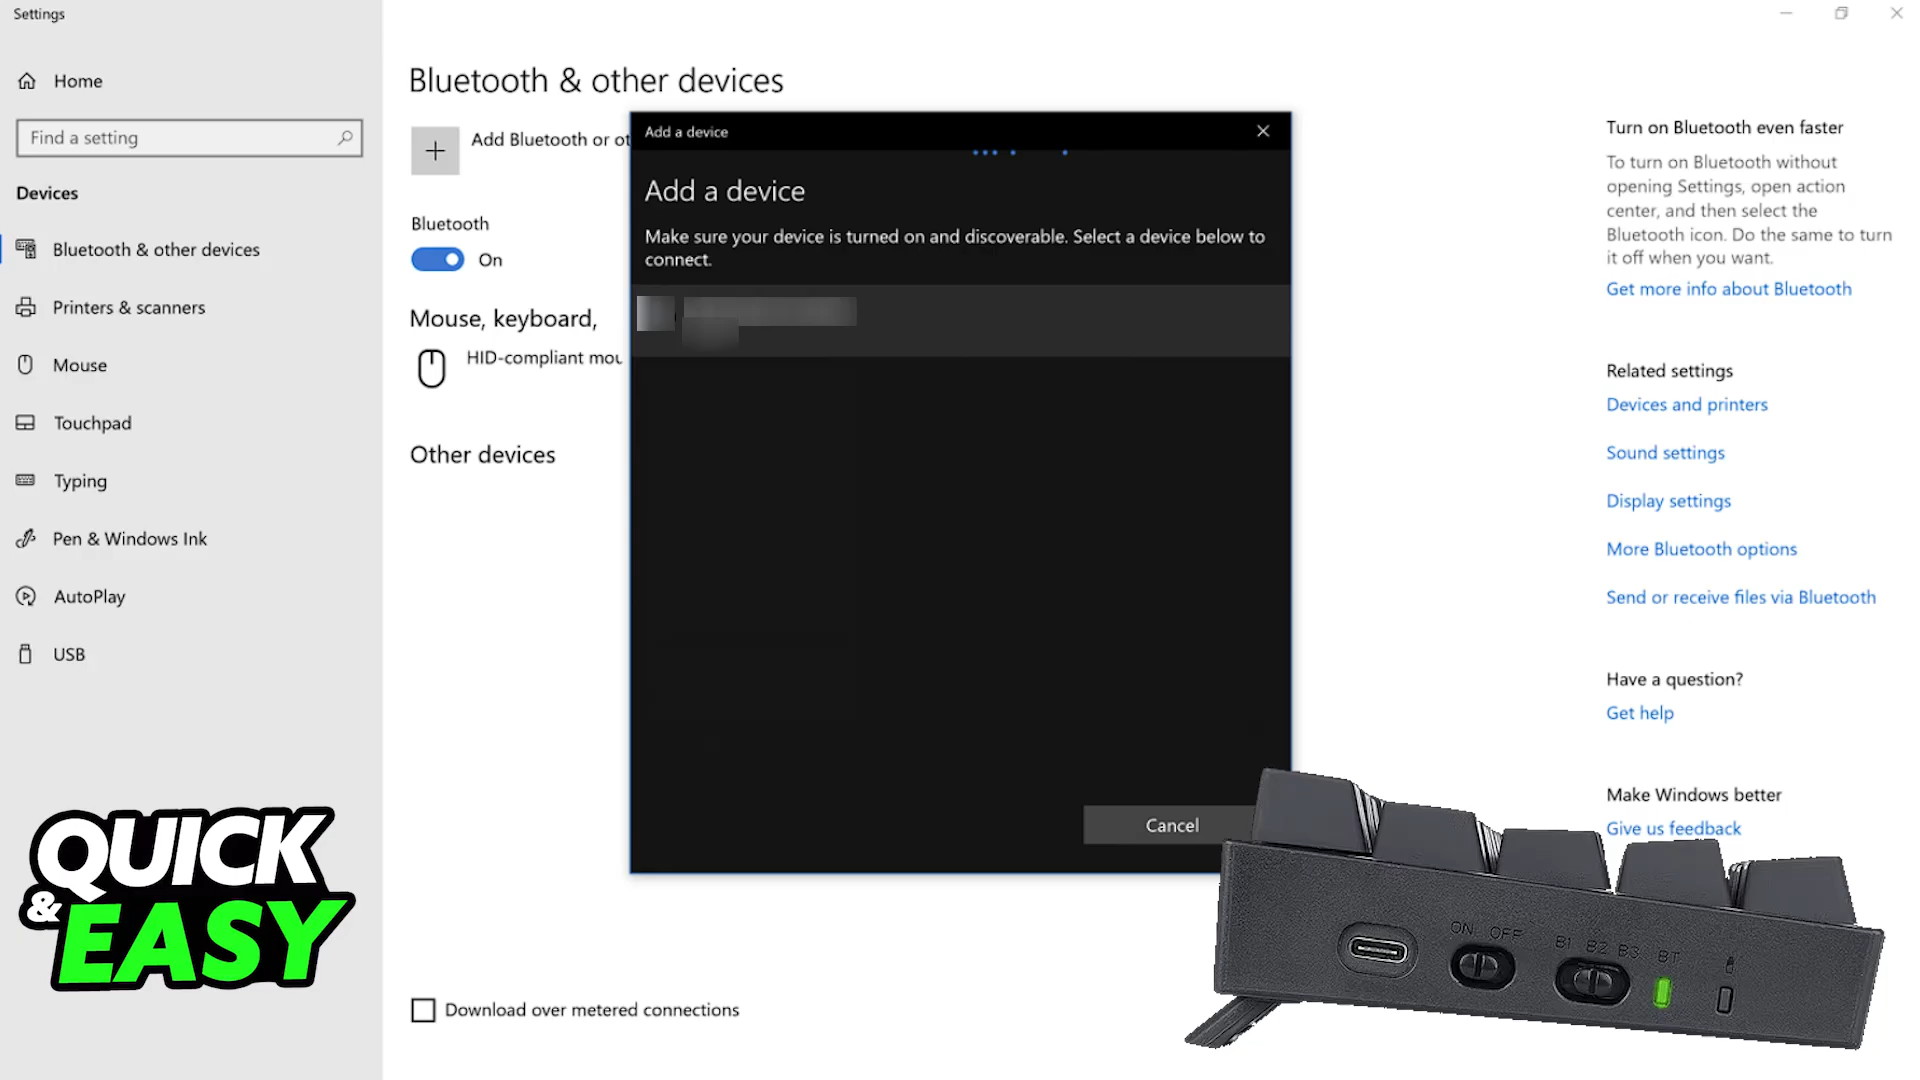 Settings
Home
Find a setting
Devices
Bluetooth & other devices
Printers & scanners
Mouse
Touchpad
Typing
Pen & Windows Ink
AutoPlay
USB
QUICK
& EASY
Bluetooth & other devices
Add Bluetooth or ot
Bluetooth
On
Mouse, keyboard,
HID-compliant mou
Other devices
Download over metered connections
Add a device
Add a device
Make sure your device is turned on and discoverable. Select a device below to
connect.
Cancel
Turn on Bluetooth even faster
To turn on Bluetooth without
opening Settings, open action
center, and then select the
Bluetooth icon. Do the same to turn
it off when you want.
Get more info about Bluetooth
Related settings
Devices and printers
Sound settings
Display settings
More Bluetooth options
Send or receive files via Bluetooth
Have a question?
Get help
Make Windows better
Give us feedback
ON OFF
B1 B2 B3 BT